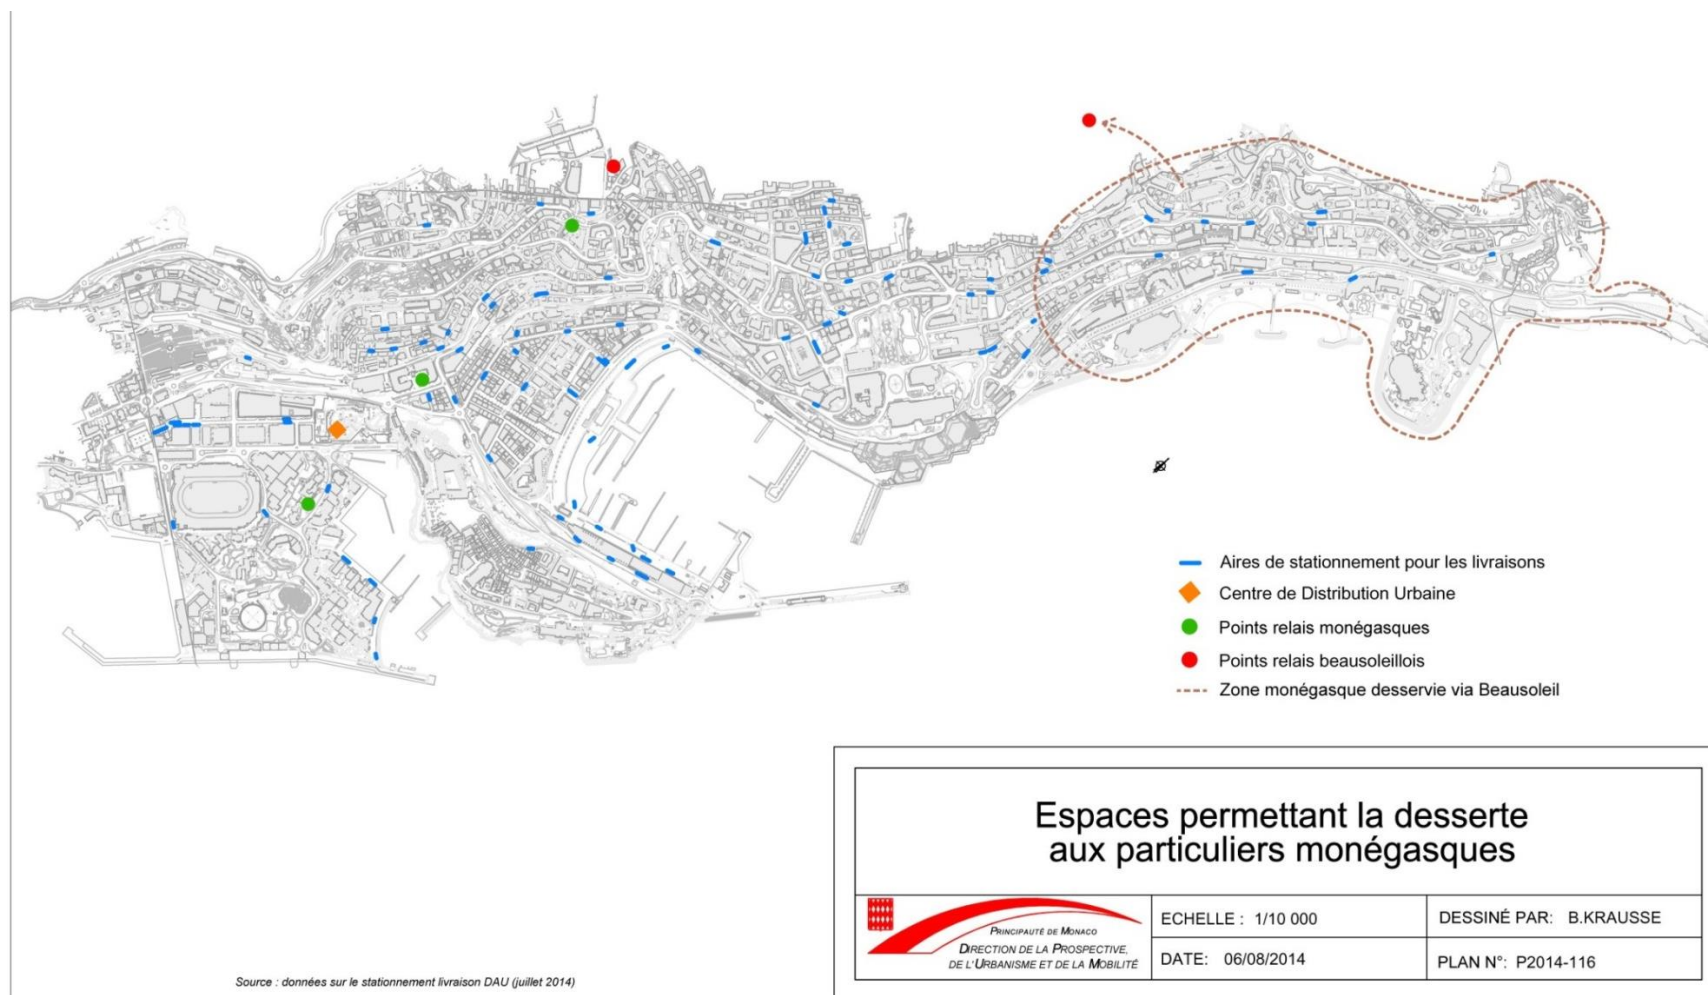 Aires de stationnement pour les livraisons
Centre de Distribution Urbaine
Points relais monégasques
Points relais beausoleillois
Zone monégasque desservie via Beausoleil
Espaces permettant la desserte
aux particuliers monégasques
PRINCIPAUTÉ DE MONACO
DIRECTION DE LA PROSPECTIVE,
DE L'URBANISME ET DE LA MOBILITÉ
ECHELLE : 1/10 000
DESSINÉ PAR: B.KRAUSSE
DATE: 06/08/2014
PLAN N°: P2014-116
Source : données sur le stationnement livraison DAU (juillet 2014)